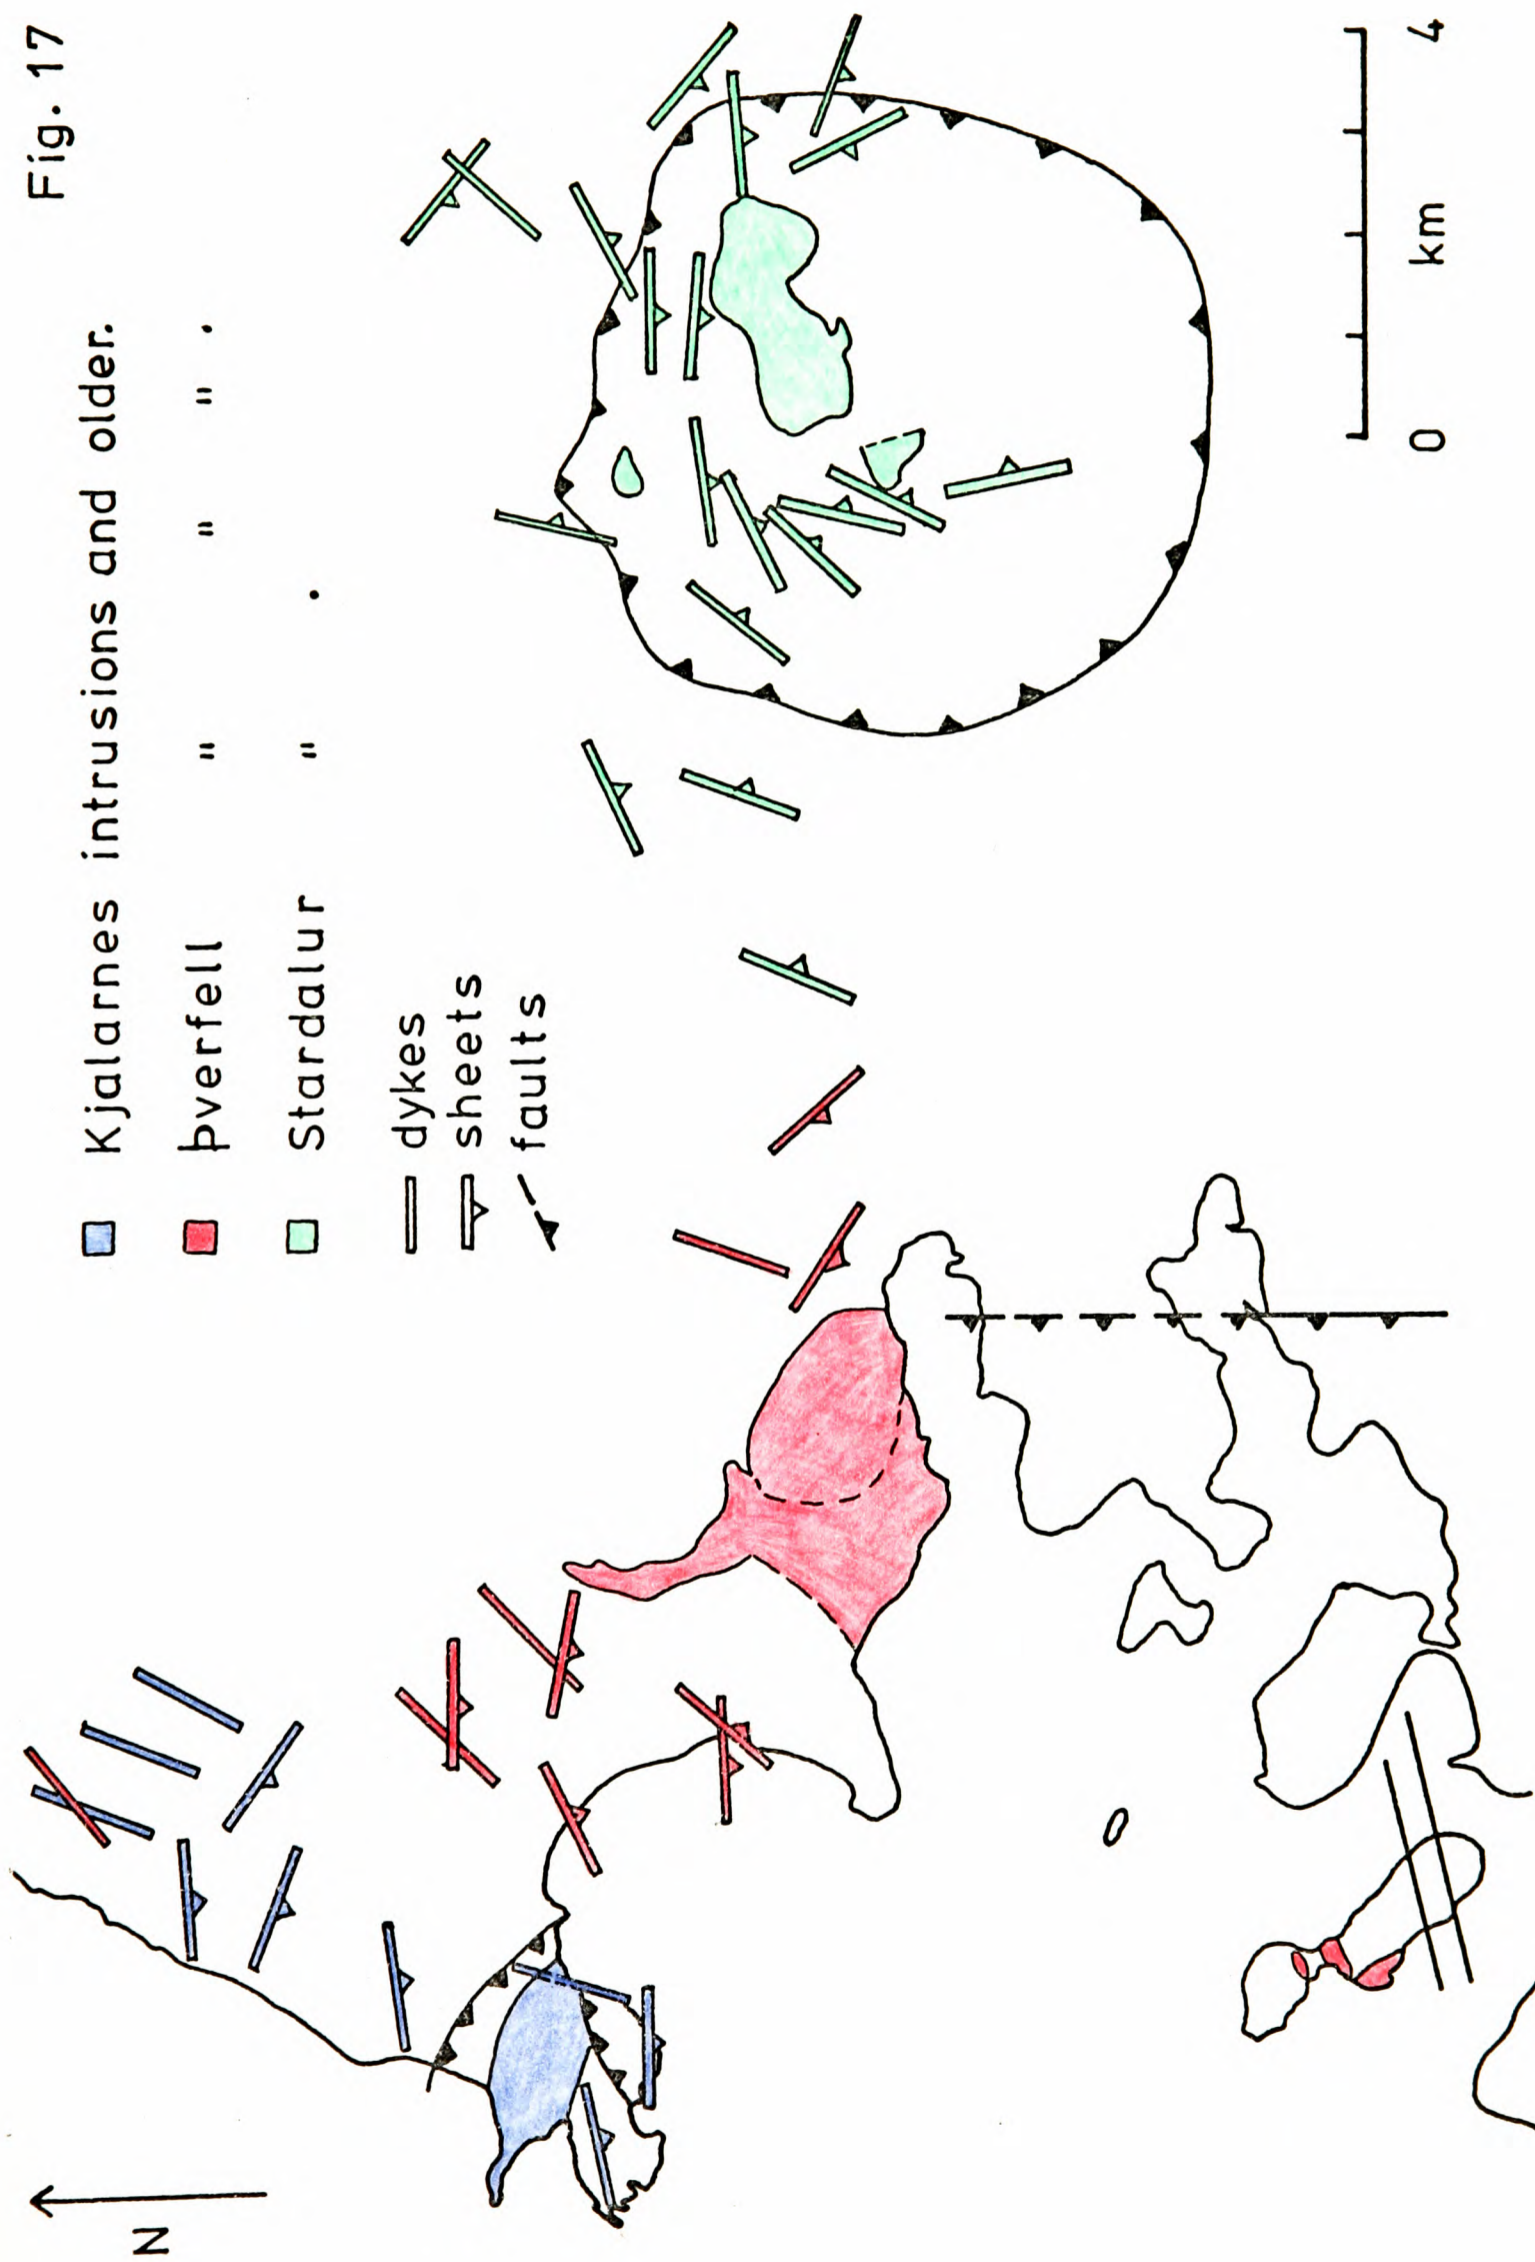 Fig. 17
Kjalarnes intrusions and older.
Þverfell " " " .
Stardalur " .
dykes
sheets
faults
N
0 km 4